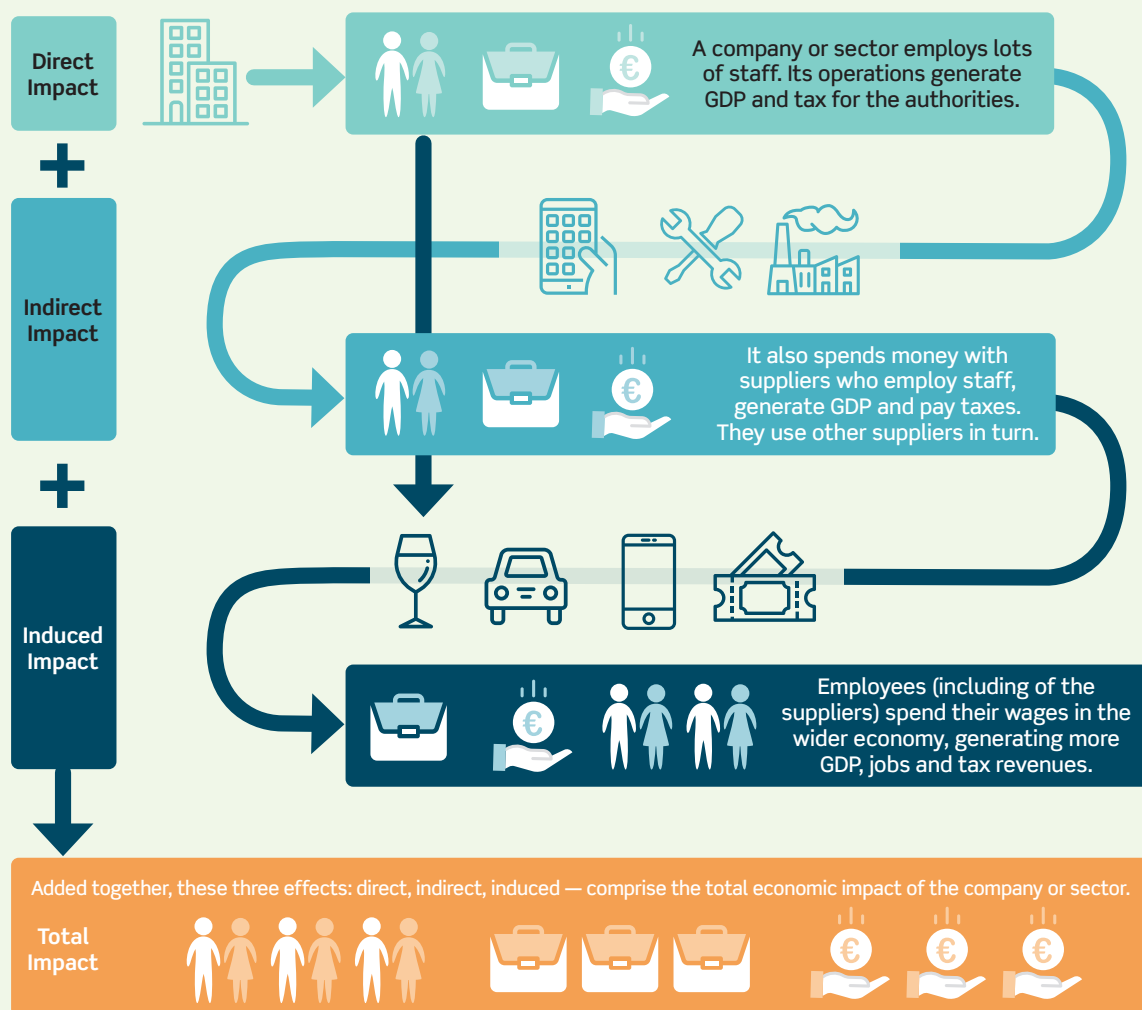 Direct
Impact
A company or sector employs lots
of staff. Its operations generate
GDP and tax for the authorities.
+
Indirect
Impact
It also spends money with
suppliers who employ staff,
generate GDP and pay taxes.
They use other suppliers in turn.
+
Induced
Impact
Employees (including of the
suppliers) spend their wages in the
wider economy, generating more
GDP, jobs and tax revenues.
Added together, these three effects: direct, indirect, induced — comprise the total economic impact of the company or sector.
Total
Impact